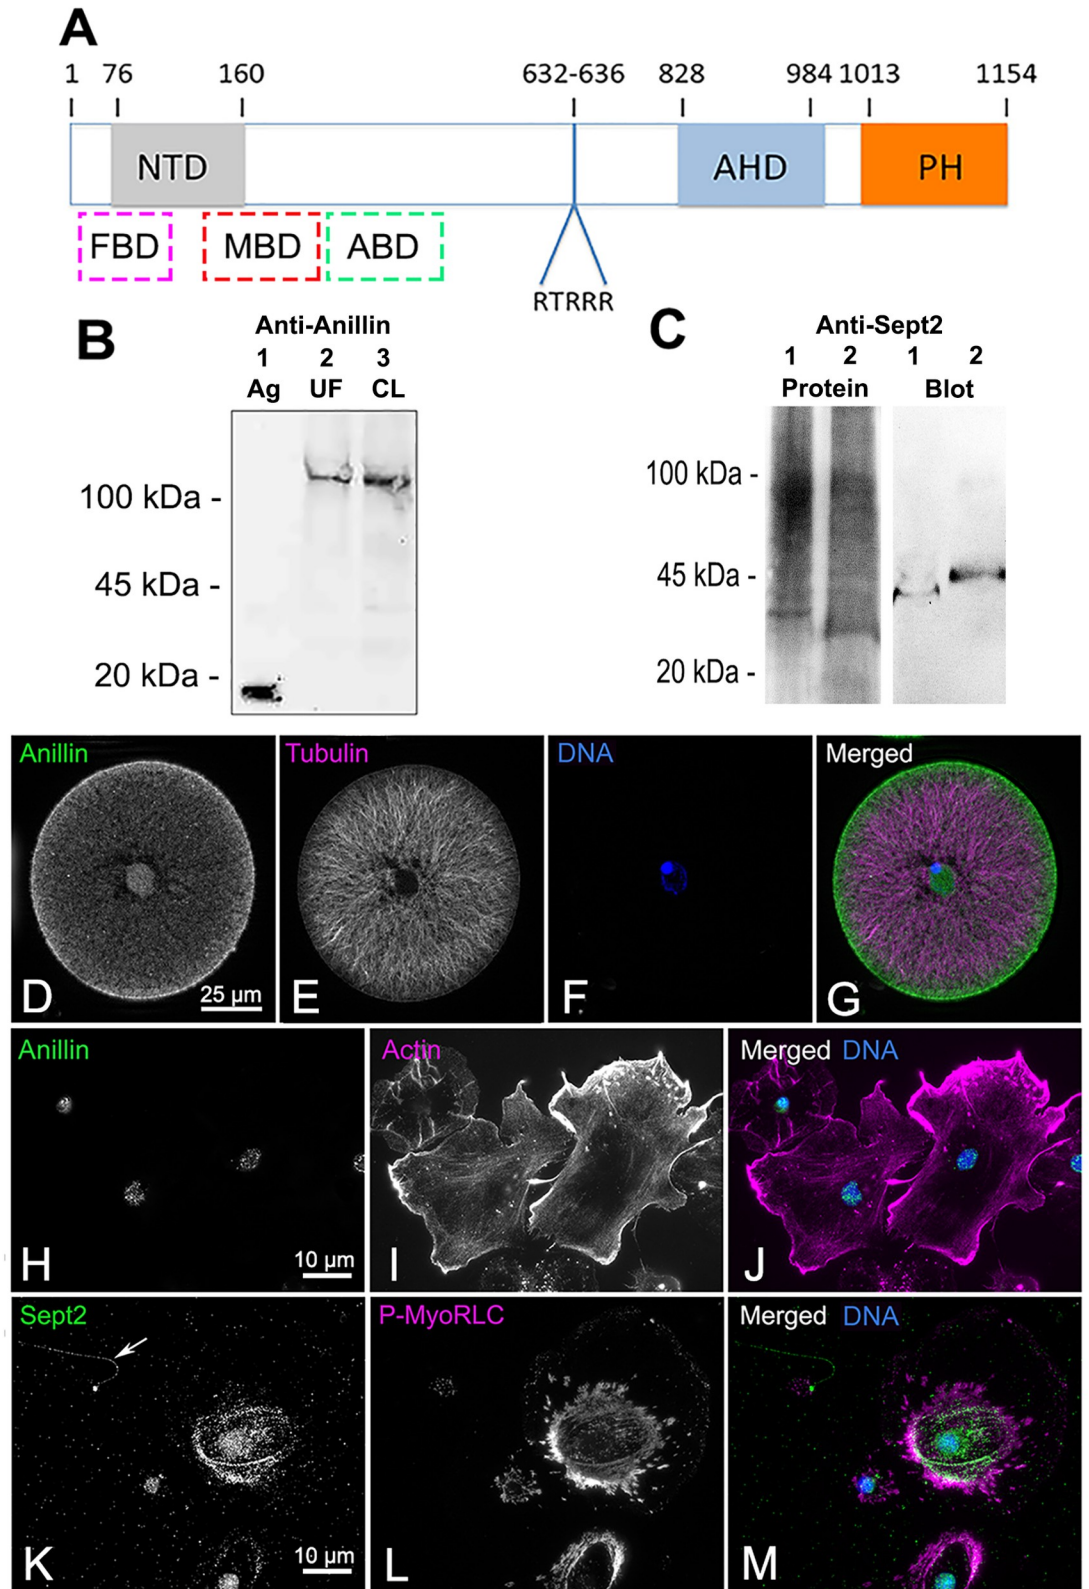 A
1 76 160 632-636 828 984 1013 1154
NTD AHD PH
FBD MBD ABD
RTRRR
B
Anti-Anillin
1 2 3
Ag UF CL
100 kDa -
45 kDa -
20 kDa -
C
Anti-Sept2
1 2 1 2
Protein Blot
100 kDa -
45 kDa -
20 kDa -
Anillin
D
25 µm
Tubulin
E
DNA
F
Merged
G
Anillin
H
10 µm
Actin
I
Merged DNA
J
Sept2
K
10 µm
P-MyoRLC
L
Merged DNA
M